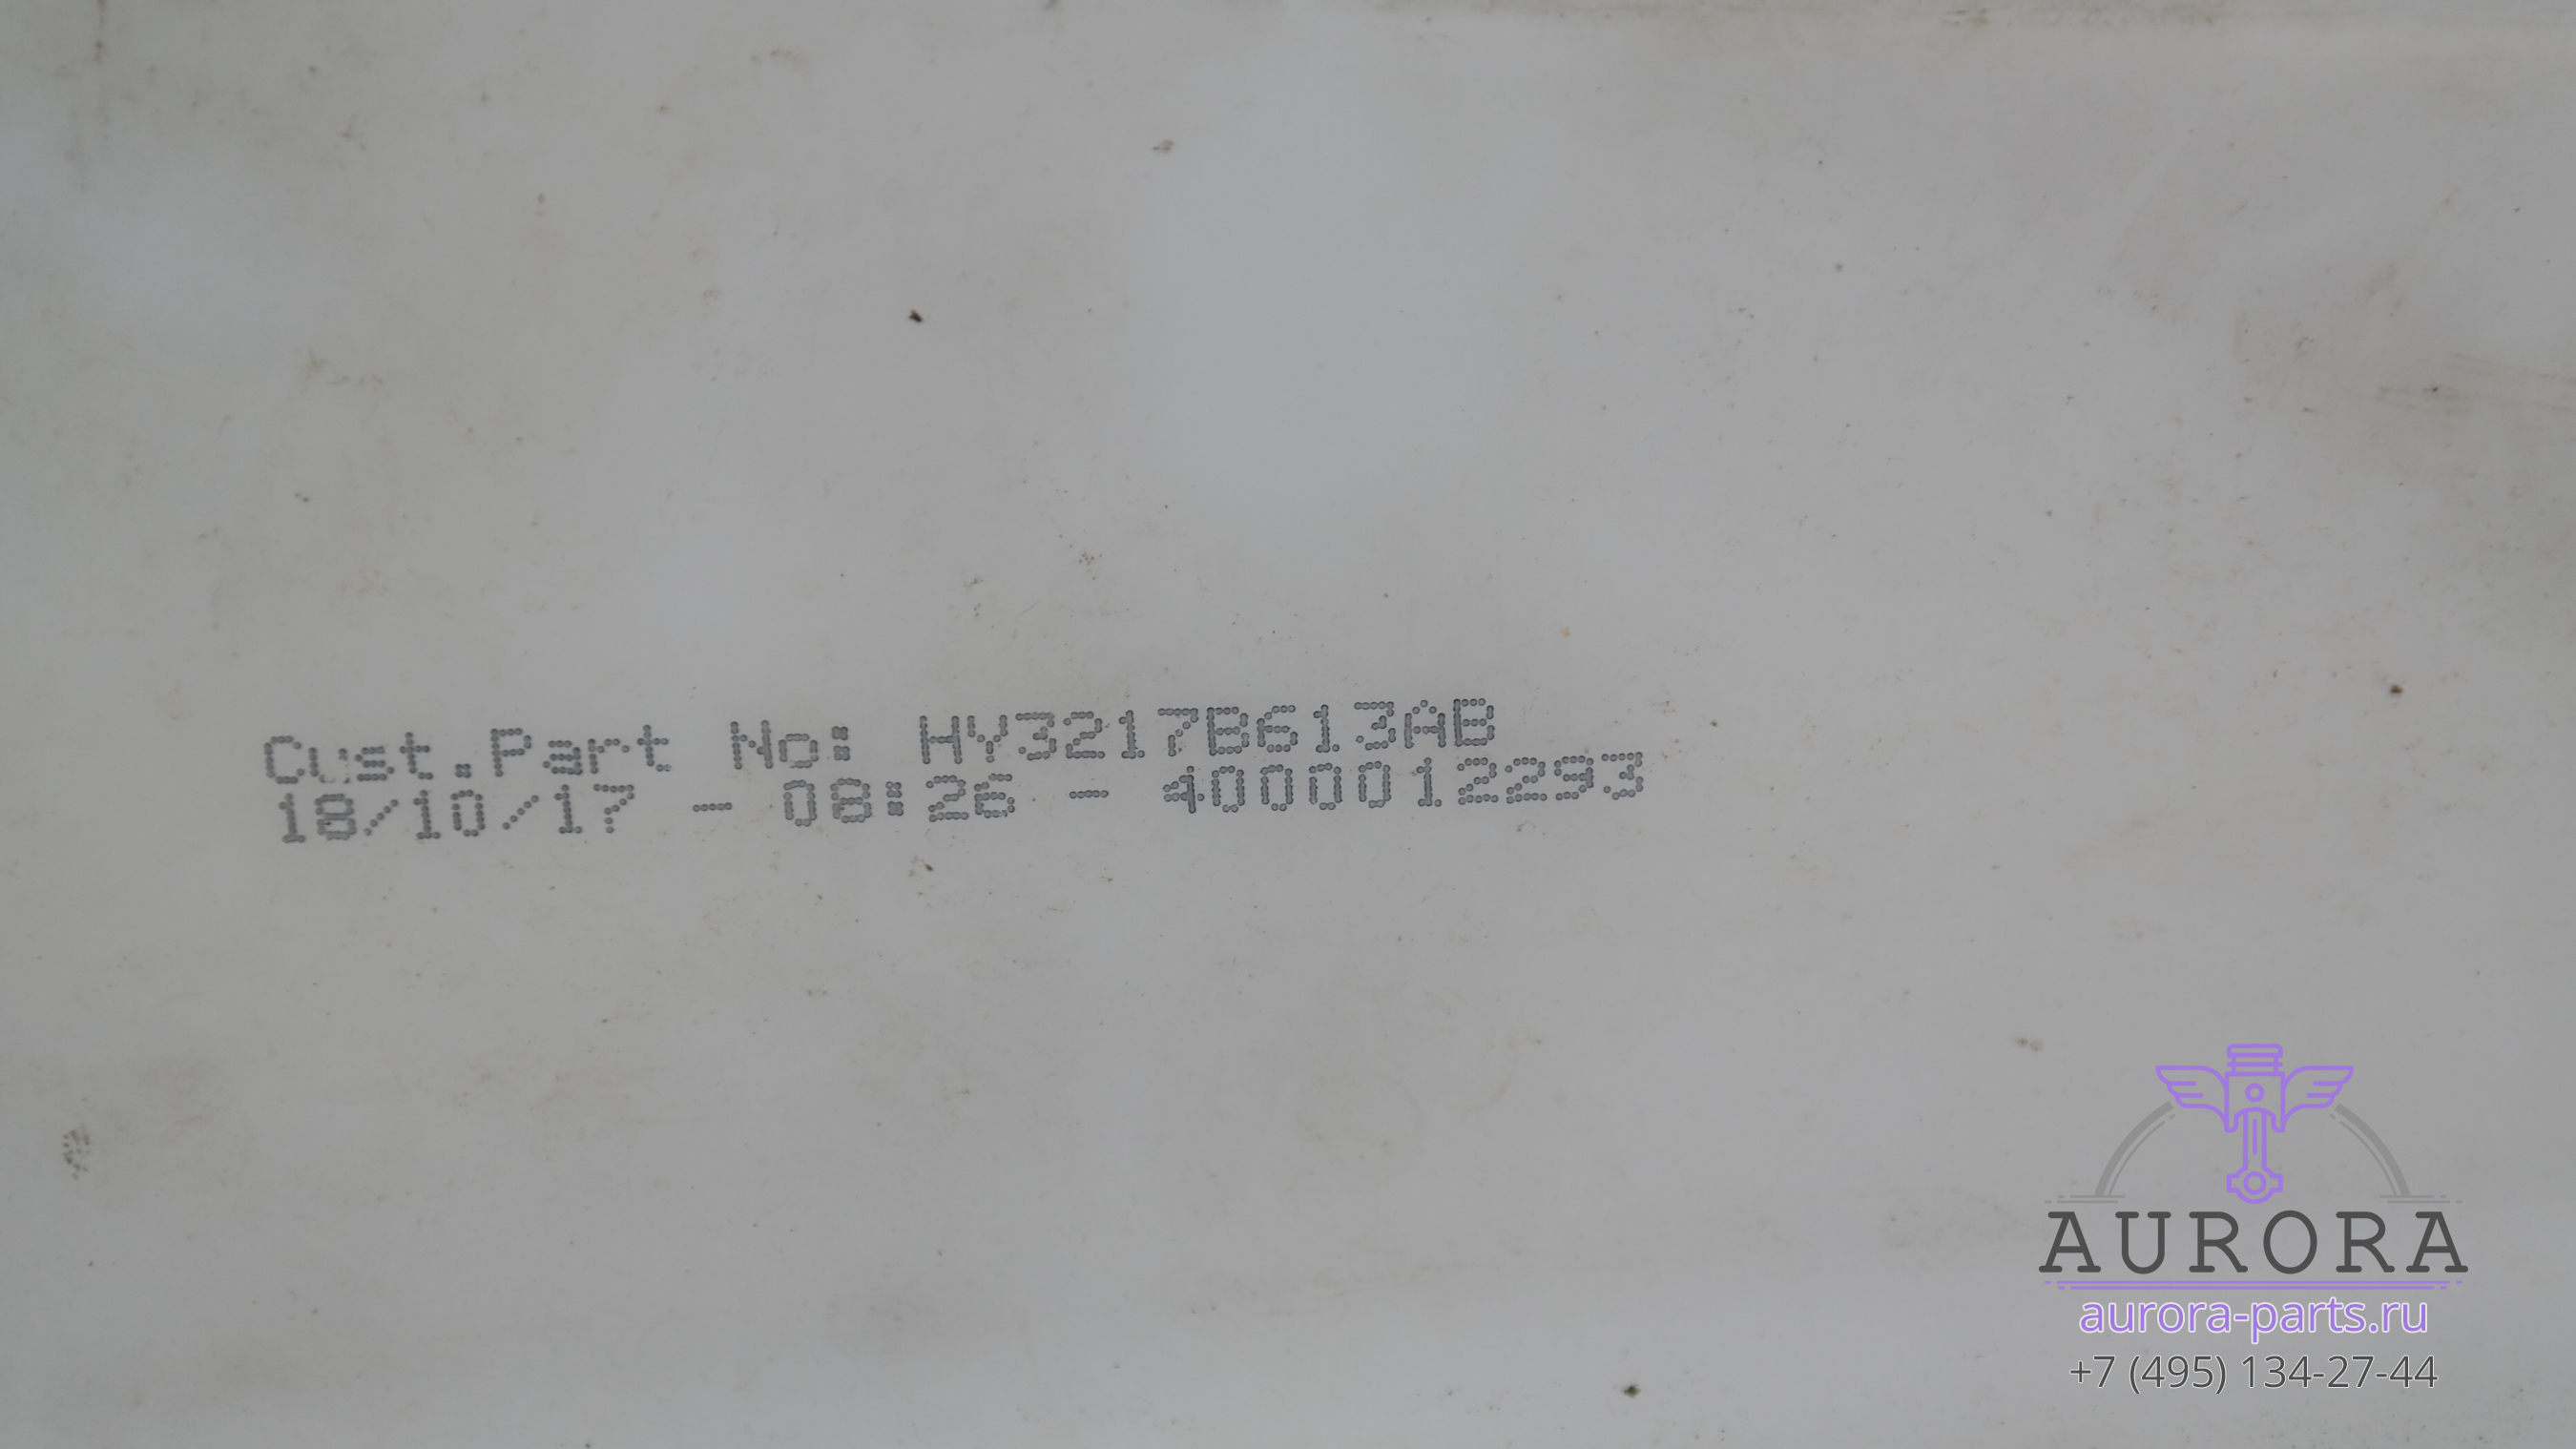 Cust.Part No: HY3217B613AB
18/10/17 - 08:26 - 4000012293
AURORA
aurora-parts.ru
+7 (495) 134-27-44